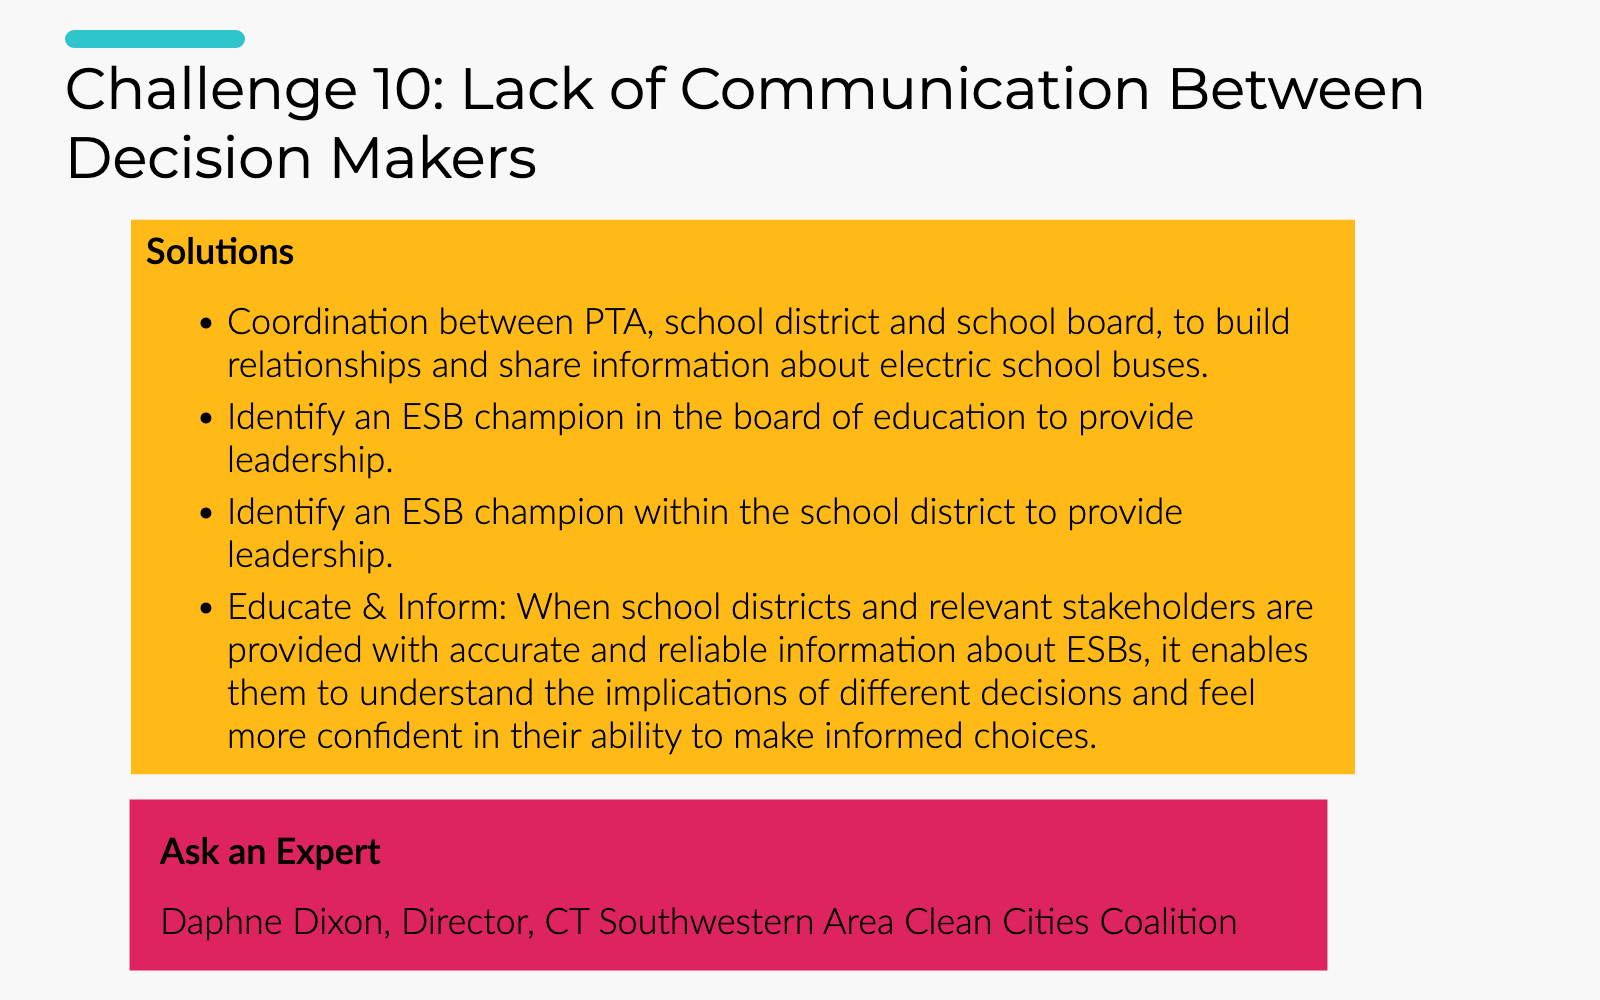 Challenge 10: Lack of Communication Between
Decision Makers
Solutions
• Coordination between PTA, school district and school board, to build
relationships and share information about electric school buses.
• Identify an ESB champion in the board of education to provide
leadership.
• Identify an ESB champion within the school district to provide
leadership.
• Educate & Inform: When school districts and relevant stakeholders are
provided with accurate and reliable information about ESBs, it enables
them to understand the implications of different decisions and feel
more confident in their ability to make informed choices.
Ask an Expert
Daphne Dixon, Director, CT Southwestern Area Clean Cities Coalition